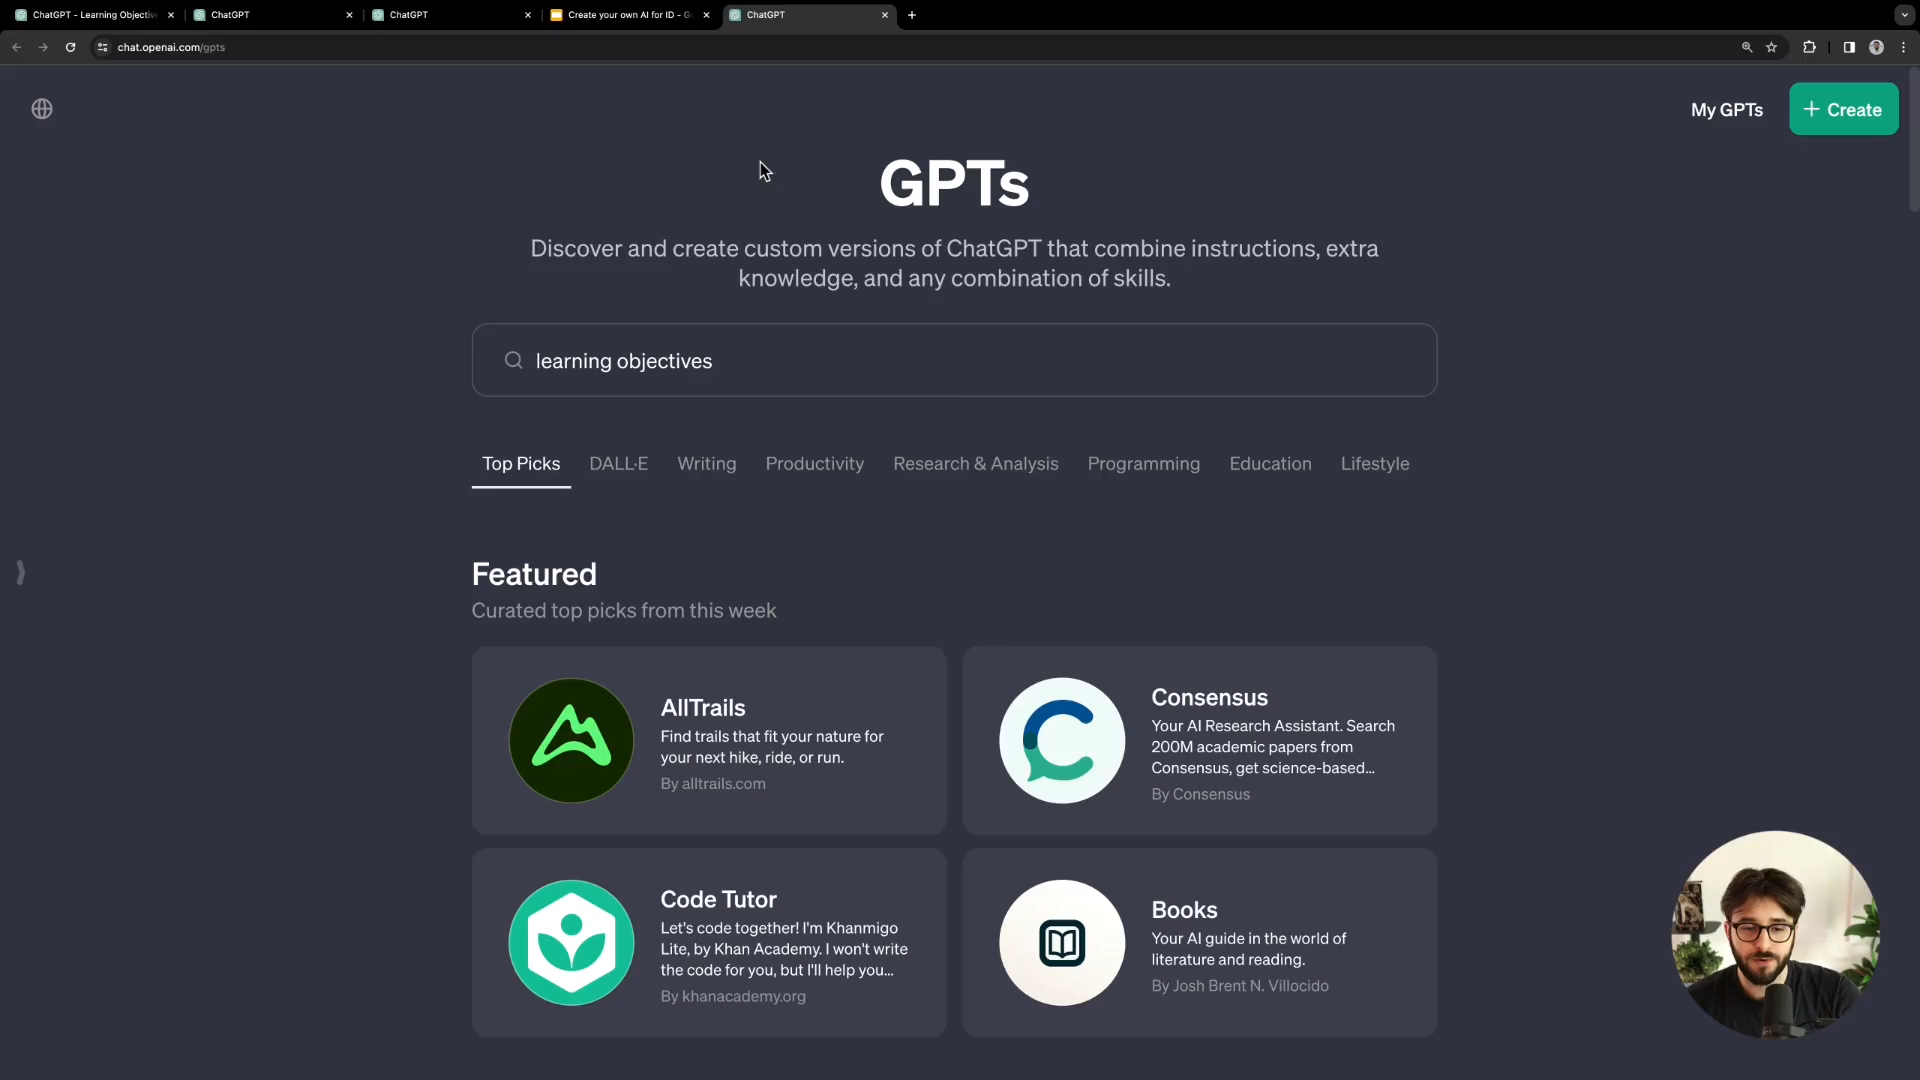 ChatGPT - Learning Objectiv
ChatGPT
ChatGPT
Create your own AI for ID - G
ChatGPT
chat.openai.com/gpts
My GPTs
+ Create
GPTs
Discover and create custom versions of ChatGPT that combine instructions, extra
knowledge, and any combination of skills.
learning objectives
Top Picks
DALL·E
Writing
Productivity
Research & Analysis
Programming
Education
Lifestyle
Featured
Curated top picks from this week
AllTrails
Find trails that fit your nature for
your next hike, ride, or run.
By alltrails.com
Consensus
Your AI Research Assistant. Search
200M academic papers from
Consensus, get science-based...
By Consensus
Code Tutor
Let's code together! I'm Khanmigo
Lite, by Khan Academy. I won't write
the code for you, but I'll help you...
By khanacademy.org
Books
Your AI guide in the world of
literature and reading.
By Josh Brent N. Villocido